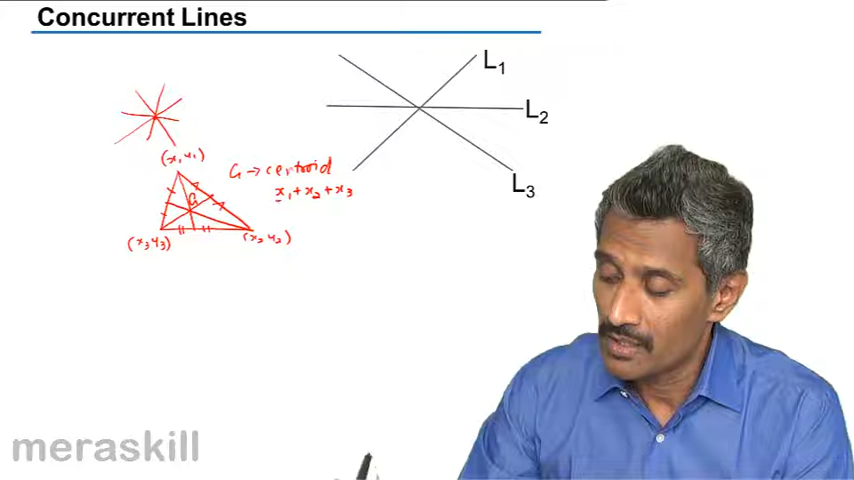 Concurrent Lines
L1
L2
L3
(x1 y1)
G → centroid
x1 + x2 + x3
G
(x3 y3)
(x2 y2)
meraskill